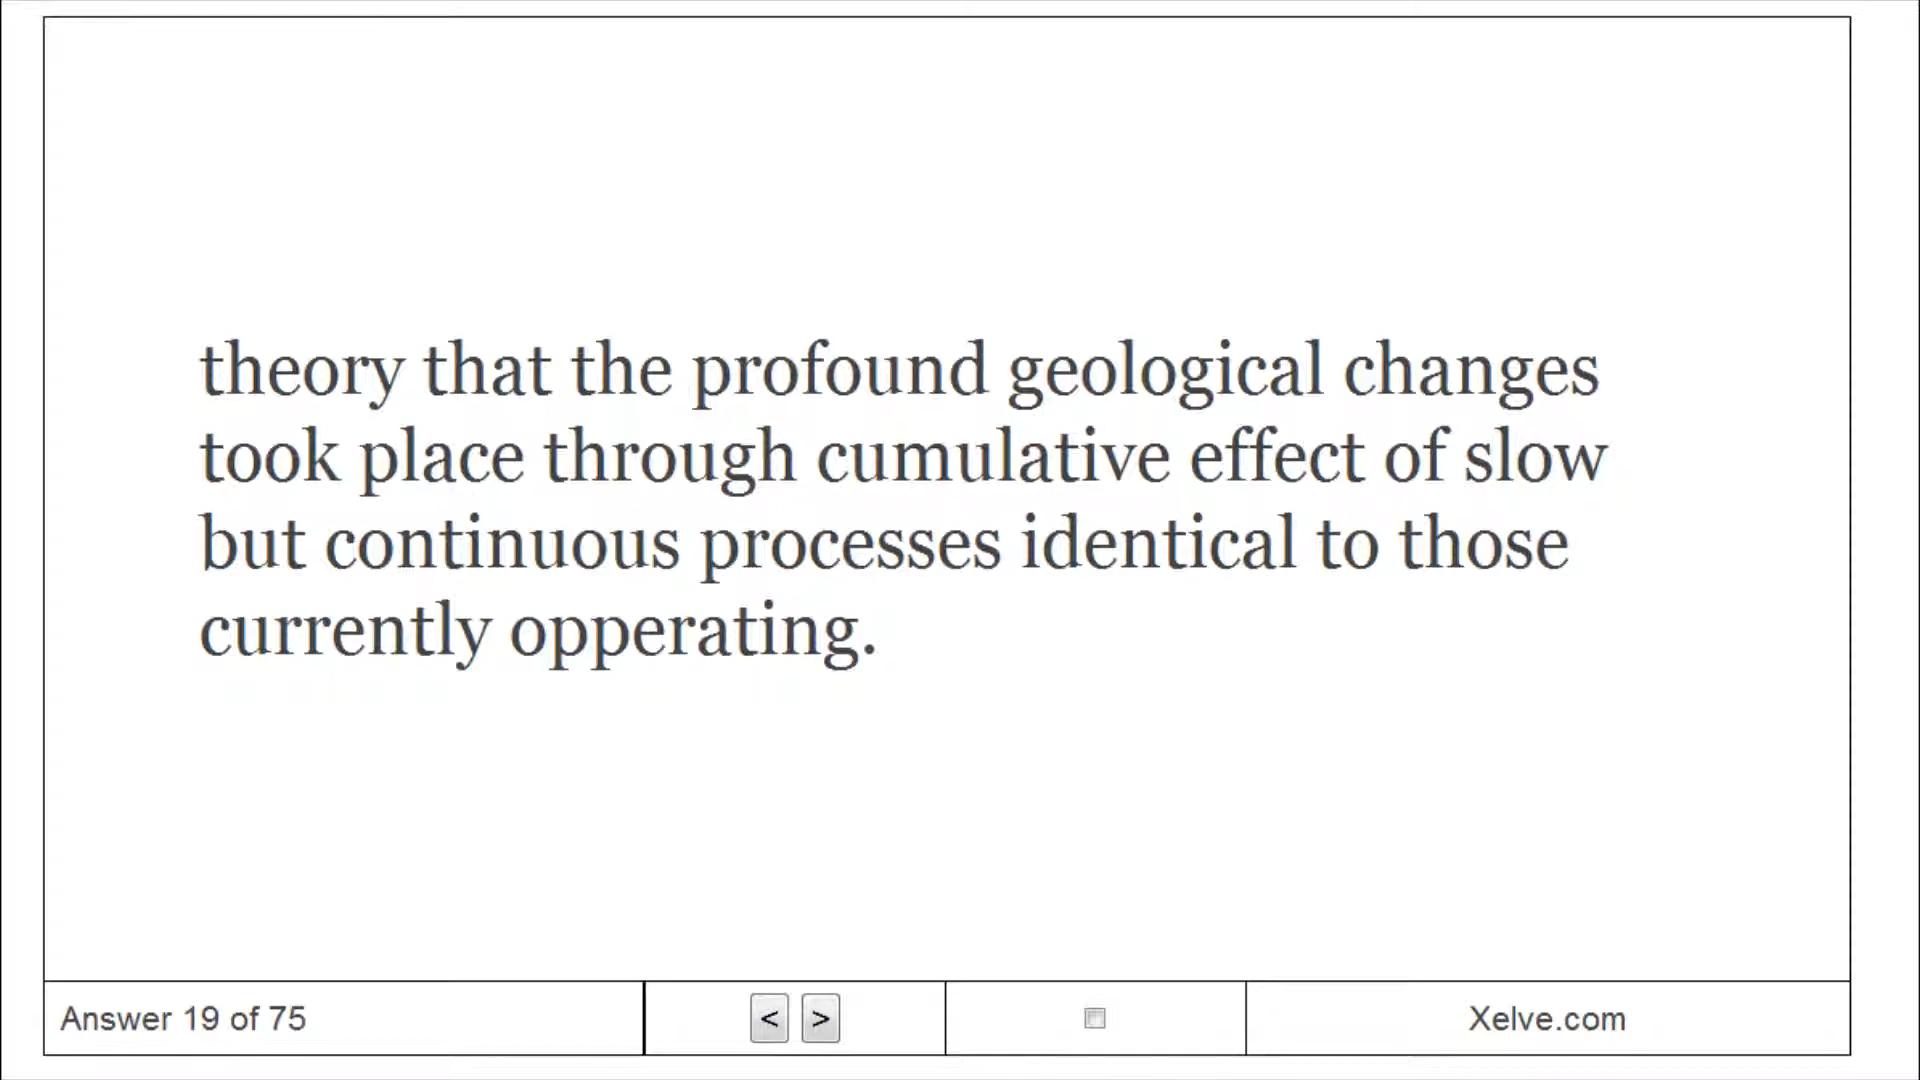 theory that the profound geological changes
took place through cumulative effect of slow
but continuous processes identical to those
currently opperating.
Answer 19 of 75
< >
Xelve.com